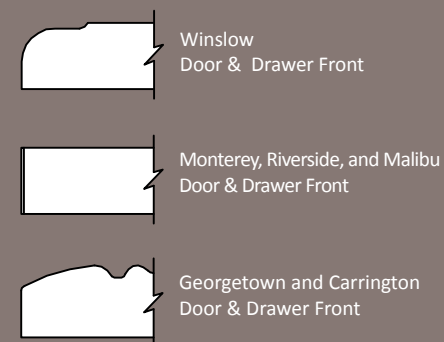 Winslow
Door & Drawer Front
Monterey, Riverside, and Malibu
Door & Drawer Front
Georgetown and Carrington
Door & Drawer Front